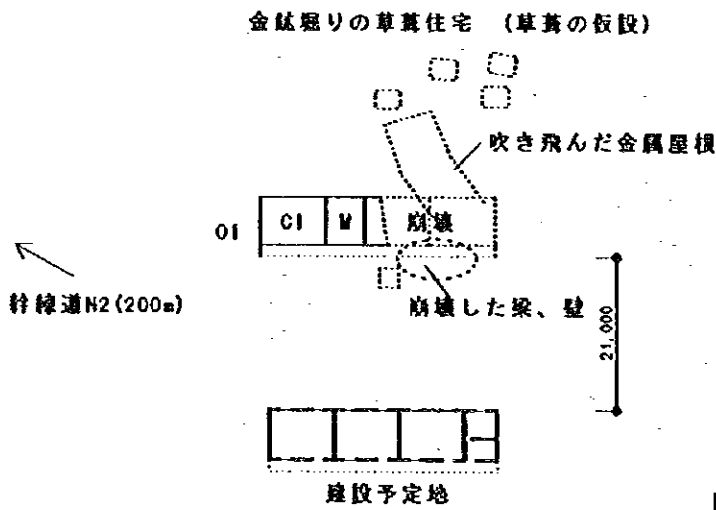 金鉱堀りの草葺住宅 (草葺の仮設)
吹き飛んだ金属屋根
01
C1
W
崩壊
幹線道N2(200m)
崩壊した梁、壁
21,000
建設予定地